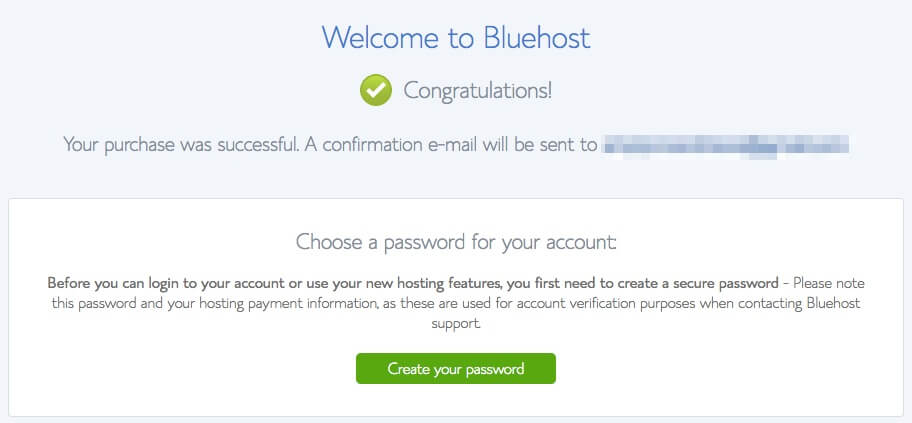 Welcome to Bluehost
Congratulations!
Your purchase was successful. A confirmation e-mail will be sent to
Choose a password for your account:
Before you can login to your account or use your new hosting features, you first need to create a secure password - Please note
this password and your hosting payment information, as these are used for account verification purposes when contacting Bluehost
support.
Create your password